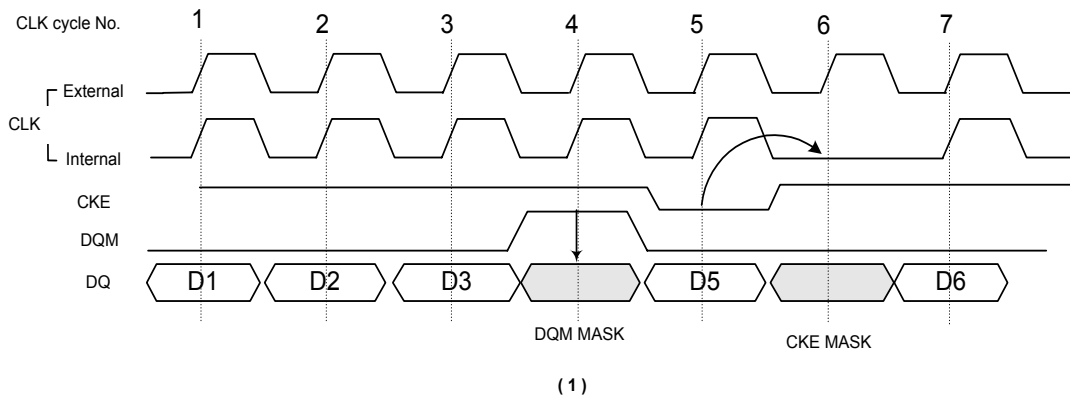 CLK cycle No. 1 2 3 4 5 6 7
External
CLK
Internal
CKE
DQM
DQ D1 D2 D3 D5 D6
DQM MASK CKE MASK
( 1 )